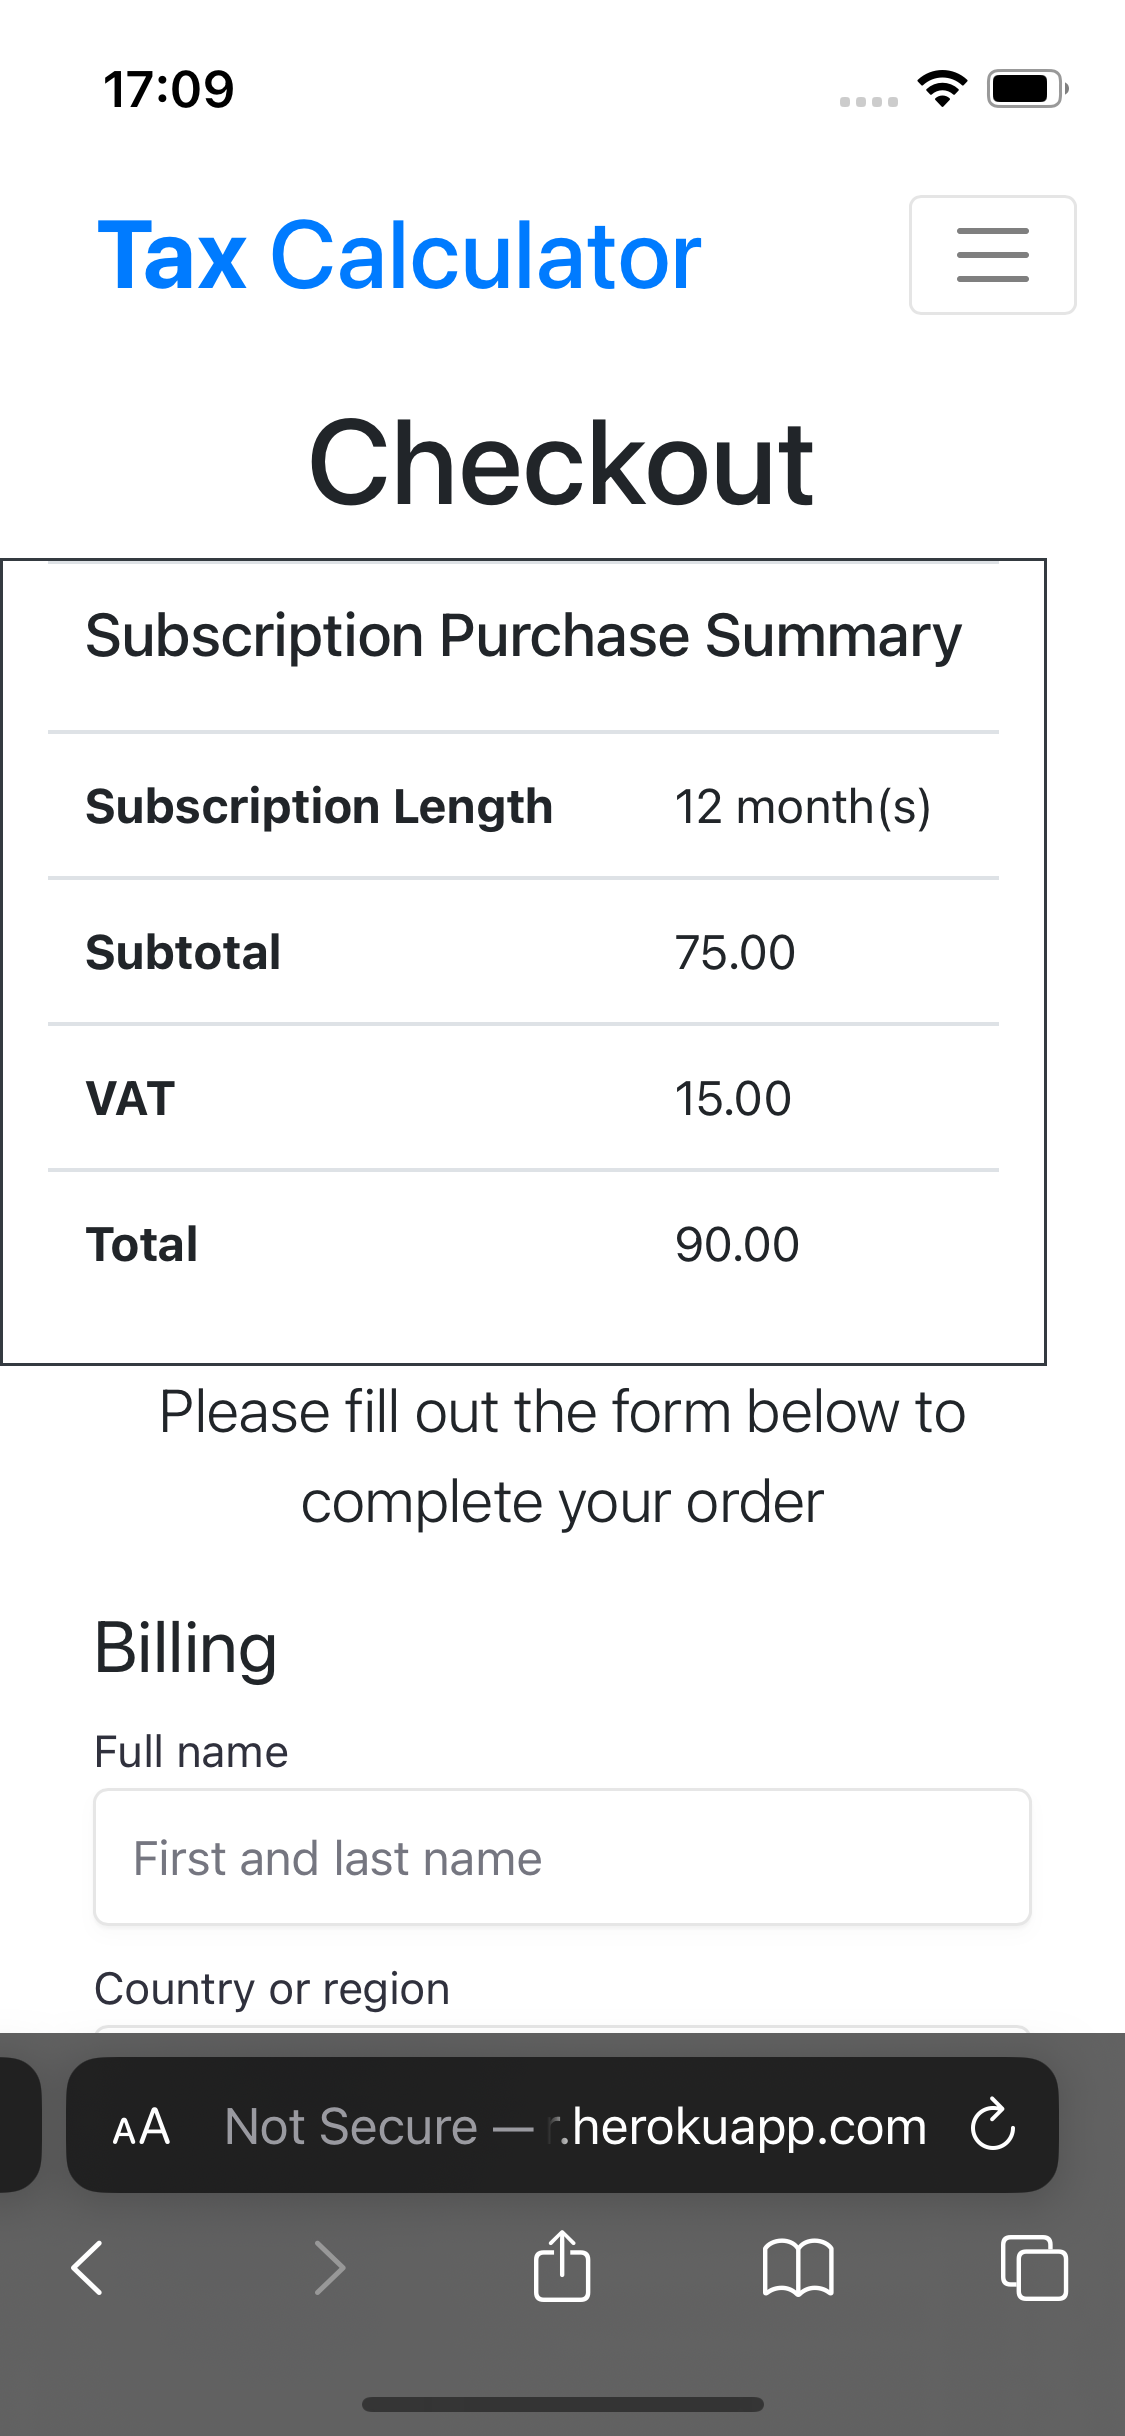 17:09
Tax Calculator
Checkout
Subscription Purchase Summary
Subscription Length 12 month(s)
Subtotal 75.00
VAT 15.00
Total 90.00
Please fill out the form below to
complete your order
Billing
Full name
First and last name
Country or region
AA Not Secure — r.herokuapp.com